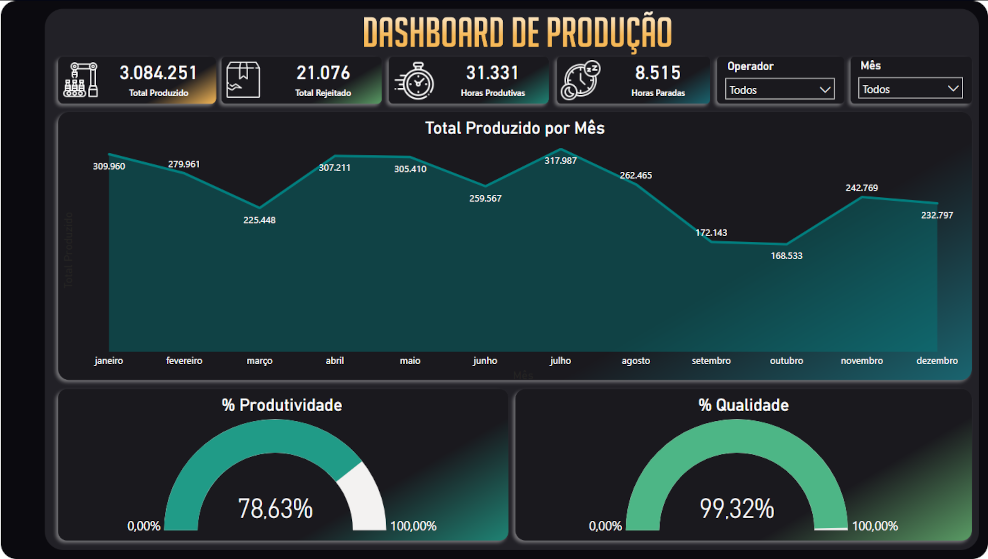 DASHBOARD DE PRODUÇÃO
3.084.251
Total Produzido
21.076
Total Rejeitado
31.331
Horas Produtivas
8.515
Horas Paradas
Operador
Todos
Mês
Todos
Total Produzido por Mês
Total Produzido
309.960
279.961
225.448
307.211
305.410
259.567
317.987
262.465
172.143
168.533
242.769
232.797
janeiro
fevereiro
março
abril
maio
junho
julho
agosto
setembro
outubro
novembro
dezembro
Mês
% Produtividade
78,63%
0,00%
100,00%
% Qualidade
99,32%
0,00%
100,00%